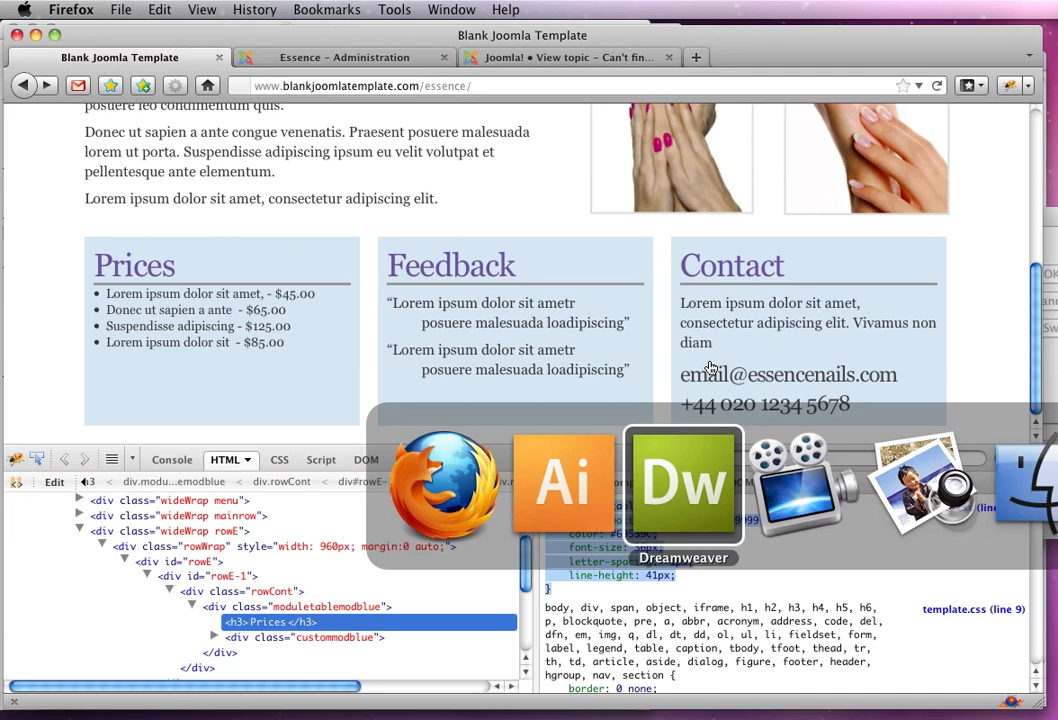 Firefox File Edit View History Bookmarks Tools Window Help
Blank Joomla Template
Blank Joomla Template Essence – Administration Joomla! • View topic - Can't fin...
www.blankjoomlatemplate.com/essence/
posuere leo condimentum quis.
Donec ut sapien a ante congue venenatis. Praesent posuere malesuada
lorem ut porta. Suspendisse adipiscing ipsum eu velit volutpat et
pellentesque ante elementum.
Lorem ipsum dolor sit amet, consectetur adipiscing elit.
Prices
Lorem ipsum dolor sit amet, - $45.00
Donec ut sapien a ante - $65.00
Suspendisse adipiscing - $125.00
Lorem ipsum dolor sit - $85.00
Feedback
“Lorem ipsum dolor sit ametr
posuere malesuada loadipiscing”
“Lorem ipsum dolor sit ametr
posuere malesuada loadipiscing”
Contact
Lorem ipsum dolor sit amet,
consectetur adipiscing elit. Vivamus non
diam
email@essencenails.com
+44 020 1234 5678
Ai Dw
Dreamweaver
Console HTML CSS Script DOM
Edit h3 < div.modu...emodblue < div.rowCont < div#rowE-
<div class="wideWrap menu">
<div class="wideWrap mainrow">
<div class="wideWrap rowE">
<div class="rowWrap" style="width: 960px; margin:0 auto;">
<div id="rowE">
<div id="rowE-1">
<div class="rowCont">
<div class="moduletablemodblue">
<h3> Prices </h3>
<div class="custommodblue">
</div>
</div>
font-size: 36px;
line-height: 41px;
}
body, div, span, object, iframe, h1, h2, h3, h4, h5, h6, template.css (line 9)
p, blockquote, pre, a, abbr, acronym, address, code, del,
dfn, em, img, q, dl, dt, dd, ol, ul, li, fieldset, form,
label, legend, table, caption, tbody, tfoot, thead, tr,
th, td, article, aside, dialog, figure, footer, header,
hgroup, nav, section {
border: 0 none;